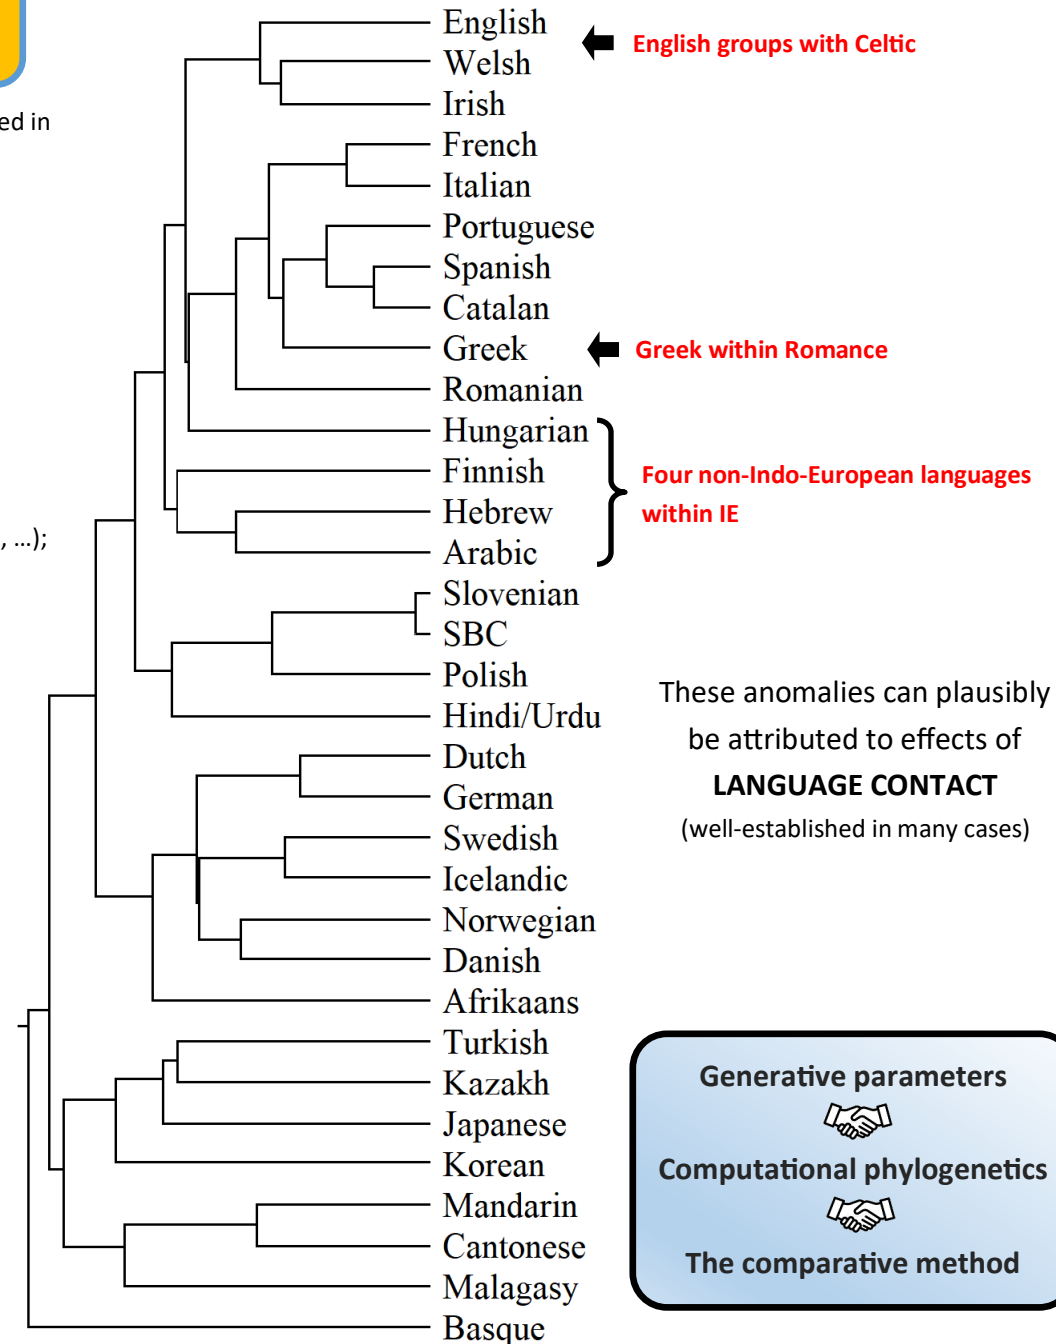 ed in
, …);
English
Welsh
Irish
French
Italian
Portuguese
Spanish
Catalan
Greek
Romanian
Hungarian
Finnish
Hebrew
Arabic
Slovenian
SBC
Polish
Hindi/Urdu
Dutch
German
Swedish
Icelandic
Norwegian
Danish
Afrikaans
Turkish
Kazakh
Japanese
Korean
Mandarin
Cantonese
Malagasy
Basque
English groups with Celtic
Greek within Romance
Four non-Indo-European languages
within IE
These anomalies can plausibly
be attributed to effects of
LANGUAGE CONTACT
(well-established in many cases)
Generative parameters
Computational phylogenetics
The comparative method